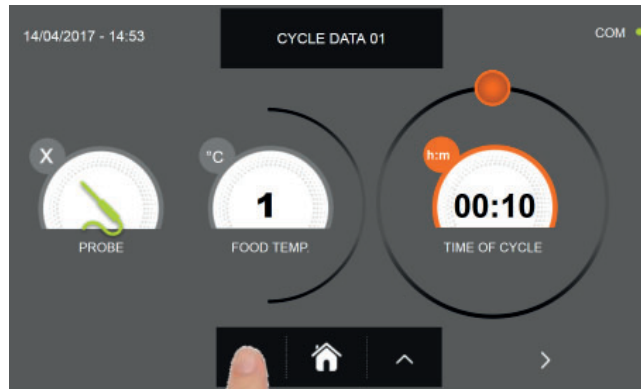 14/04/2017 - 14:53
CYCLE DATA 01
COM
X
°C
h:m
1
00:10
PROBE
FOOD TEMP.
TIME OF CYCLE